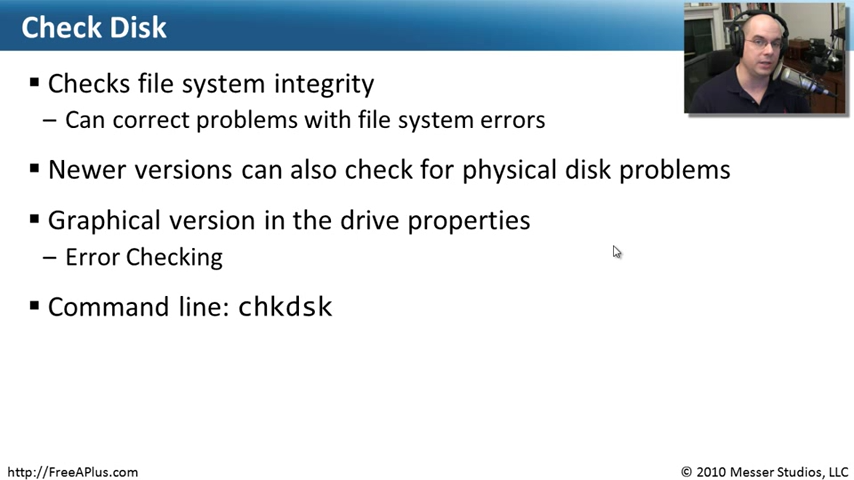 Check Disk
▪ Checks file system integrity
– Can correct problems with file system errors
▪ Newer versions can also check for physical disk problems
▪ Graphical version in the drive properties
– Error Checking
▪ Command line: chkdsk
http://FreeAPlus.com
© 2010 Messer Studios, LLC